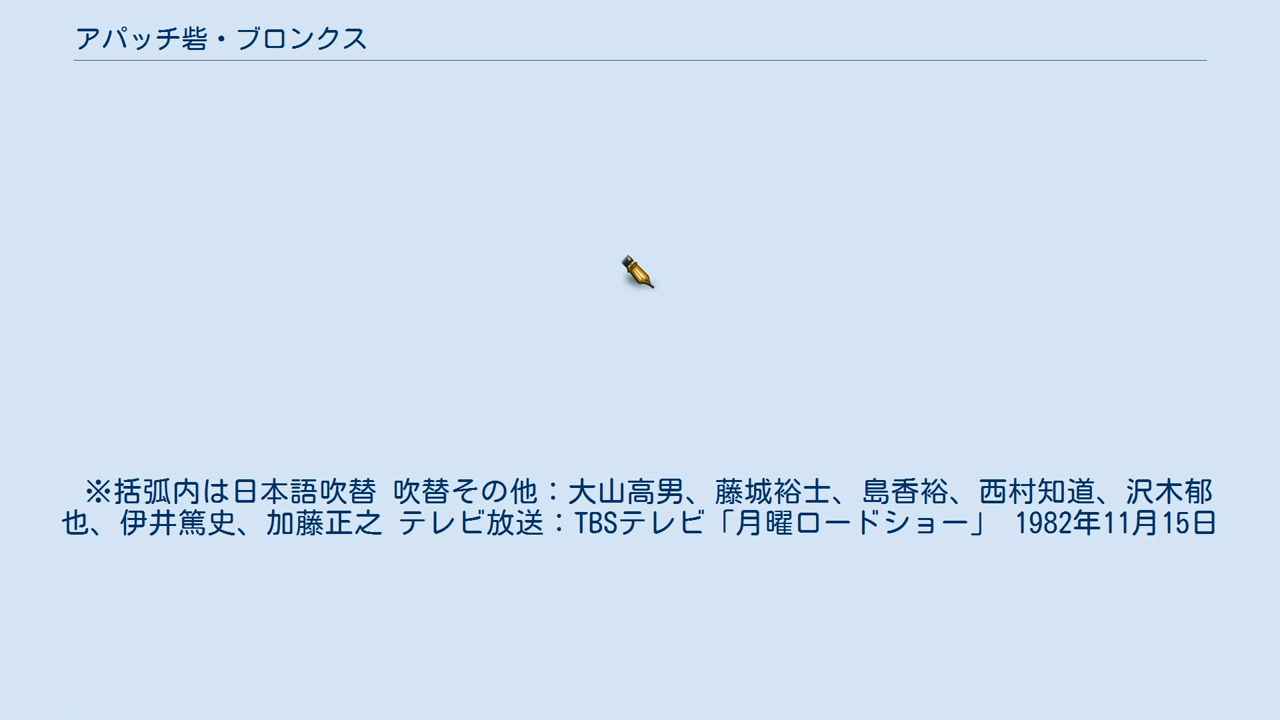 アパッチ砦・ブロンクス
※括弧内は日本語吹替 吹替その他：大山高男、藤城裕士、島香裕、西村知道、沢木郁
也、伊井篤史、加藤正之 テレビ放送：TBSテレビ「月曜ロードショー」 1982年11月15日